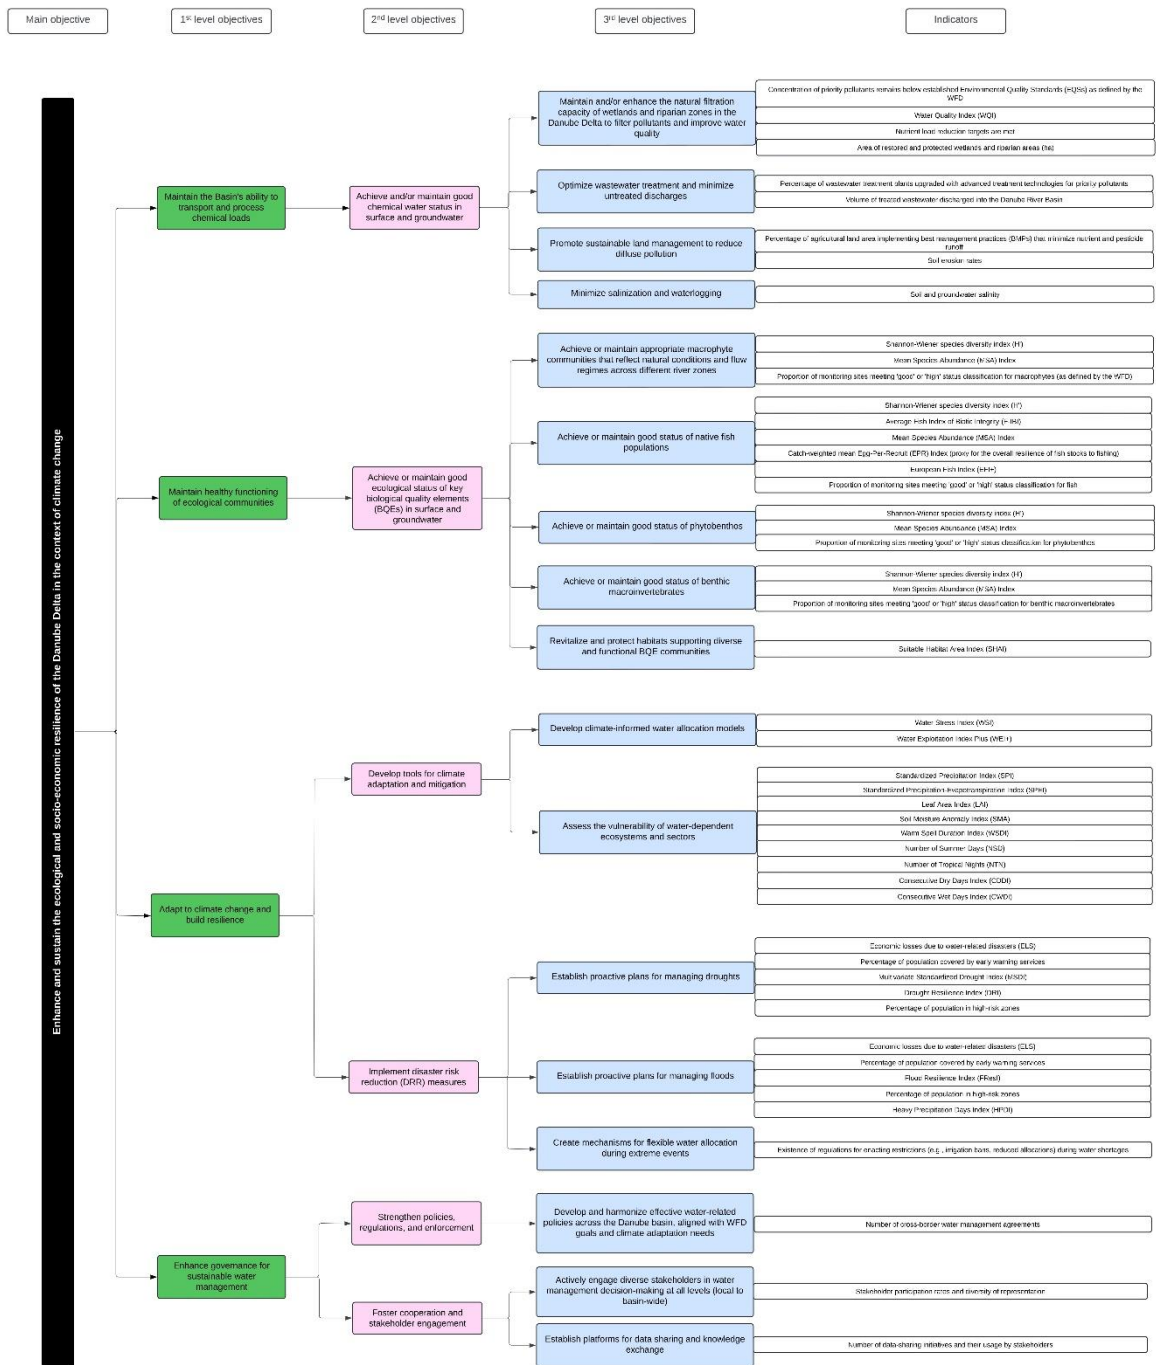 Main objective
1st level objectives
2nd level objectives
3rd level objectives
Indicators
Enhance and sustain the ecological and socio-economic resilience of the Danube Delta in the context of climate change
Maintain the Basin's ability to
transport and process
chemical loads
Achieve and/or maintain good
chemical water status in
surface and groundwater
Maintain and/or enhance the natural filtration
capacity of wetlands and riparian zones in the
Danube Delta to filter pollutants and improve water
quality
Concentration of priority pollutants remains below established Environmental Quality Standards (EQSs) as defined by the
WFD
Water Quality Index (WQI)
Nutrient load reduction targets are met
Area of restored and protected wetlands and riparian areas (ha)
Optimize wastewater treatment and minimize
untreated discharges
Percentage of wastewater treatment plants upgraded with advanced treatment technologies for priority pollutants
Volume of treated wastewater discharged into the Danube River Basin
Promote sustainable land management to reduce
diffuse pollution
Percentage of agricultural land area implementing best management practices (BMPs) that minimize nutrient and pesticide
runoff
Soil erosion rates
Minimize salinization and waterlogging
Soil and groundwater salinity
Maintain healthy functioning
of ecological communities
Achieve or maintain good
ecological status of key
biological quality elements
(BQEs) in surface and
groundwater
Achieve or maintain appropriate macrophyte
communities that reflect natural conditions and flow
regimes across different river zones
Shannon-Wiener species diversity index (H')
Mean Species Abundance (MSA) Index
Proportion of monitoring sites meeting 'good' or 'high' status classification for macrophytes (as defined by the WFD)
Achieve or maintain good status of native fish
populations
Shannon-Wiener species diversity index (H')
Average Fish Index of Biotic Integrity (F-IBI)
Mean Species Abundance (MSA) Index
Catch-weighted mean Egg-Per-Recruit (EPR) Index (proxy for the overall resilience of fish stocks to fishing)
European Fish Index (EFI+)
Proportion of monitoring sites meeting 'good' or 'high' status classification for fish
Achieve or maintain good status of phytobenthos
Shannon-Wiener species diversity index (H')
Mean Species Abundance (MSA) Index
Proportion of monitoring sites meeting 'good' or 'high' status classification for phytobenthos
Achieve or maintain good status of benthic
macroinvertebrates
Shannon-Wiener species diversity index (H')
Mean Species Abundance (MSA) Index
Proportion of monitoring sites meeting 'good' or 'high' status classification for benthic macroinvertebrates
Revitalize and protect habitats supporting diverse
and functional BQE communities
Suitable Habitat Area Index (SHAI)
Adapt to climate change and
build resilience
Develop tools for climate
adaptation and mitigation
Develop climate-informed water allocation models
Water Stress Index (WSI)
Water Exploitation Index Plus (WEI+)
Assess the vulnerability of water-dependent
ecosystems and sectors
Standardized Precipitation Index (SPI)
Standardized Precipitation-Evapotranspiration Index (SPEI)
Leaf Area Index (LAI)
Soil Moisture Anomaly Index (SMA)
Warm Spell Duration Index (WSDI)
Number of Summer Days (NSD)
Number of Tropical Nights (NTN)
Consecutive Dry Days Index (CDDI)
Consecutive Wet Days Index (CWDI)
Implement disaster risk
reduction (DRR) measures
Establish proactive plans for managing droughts
Economic losses due to water-related disasters (ELS)
Percentage of population covered by early warning services
Multivariate Standardized Drought Index (MSDI)
Drought Resilience Index (DRI)
Percentage of population in high-risk zones
Establish proactive plans for managing floods
Economic losses due to water-related disasters (ELS)
Percentage of population covered by early warning services
Flood Resilience Index (FResI)
Percentage of population in high-risk zones
Heavy Precipitation Days Index (HPDI)
Create mechanisms for flexible water allocation
during extreme events
Existence of regulations for enacting restrictions (e.g., irrigation bans, reduced allocations) during water shortages
Enhance governance for
sustainable water
management
Strengthen policies,
regulations, and enforcement
Develop and harmonize effective water-related
policies across the Danube basin, aligned with WFD
goals and climate adaptation needs
Number of cross-border water management agreements
Foster cooperation and
stakeholder engagement
Actively engage diverse stakeholders in water
management decision-making at all levels (local to
basin-wide)
Stakeholder participation rates and diversity of representation
Establish platforms for data sharing and knowledge
exchange
Number of data-sharing initiatives and their usage by stakeholders